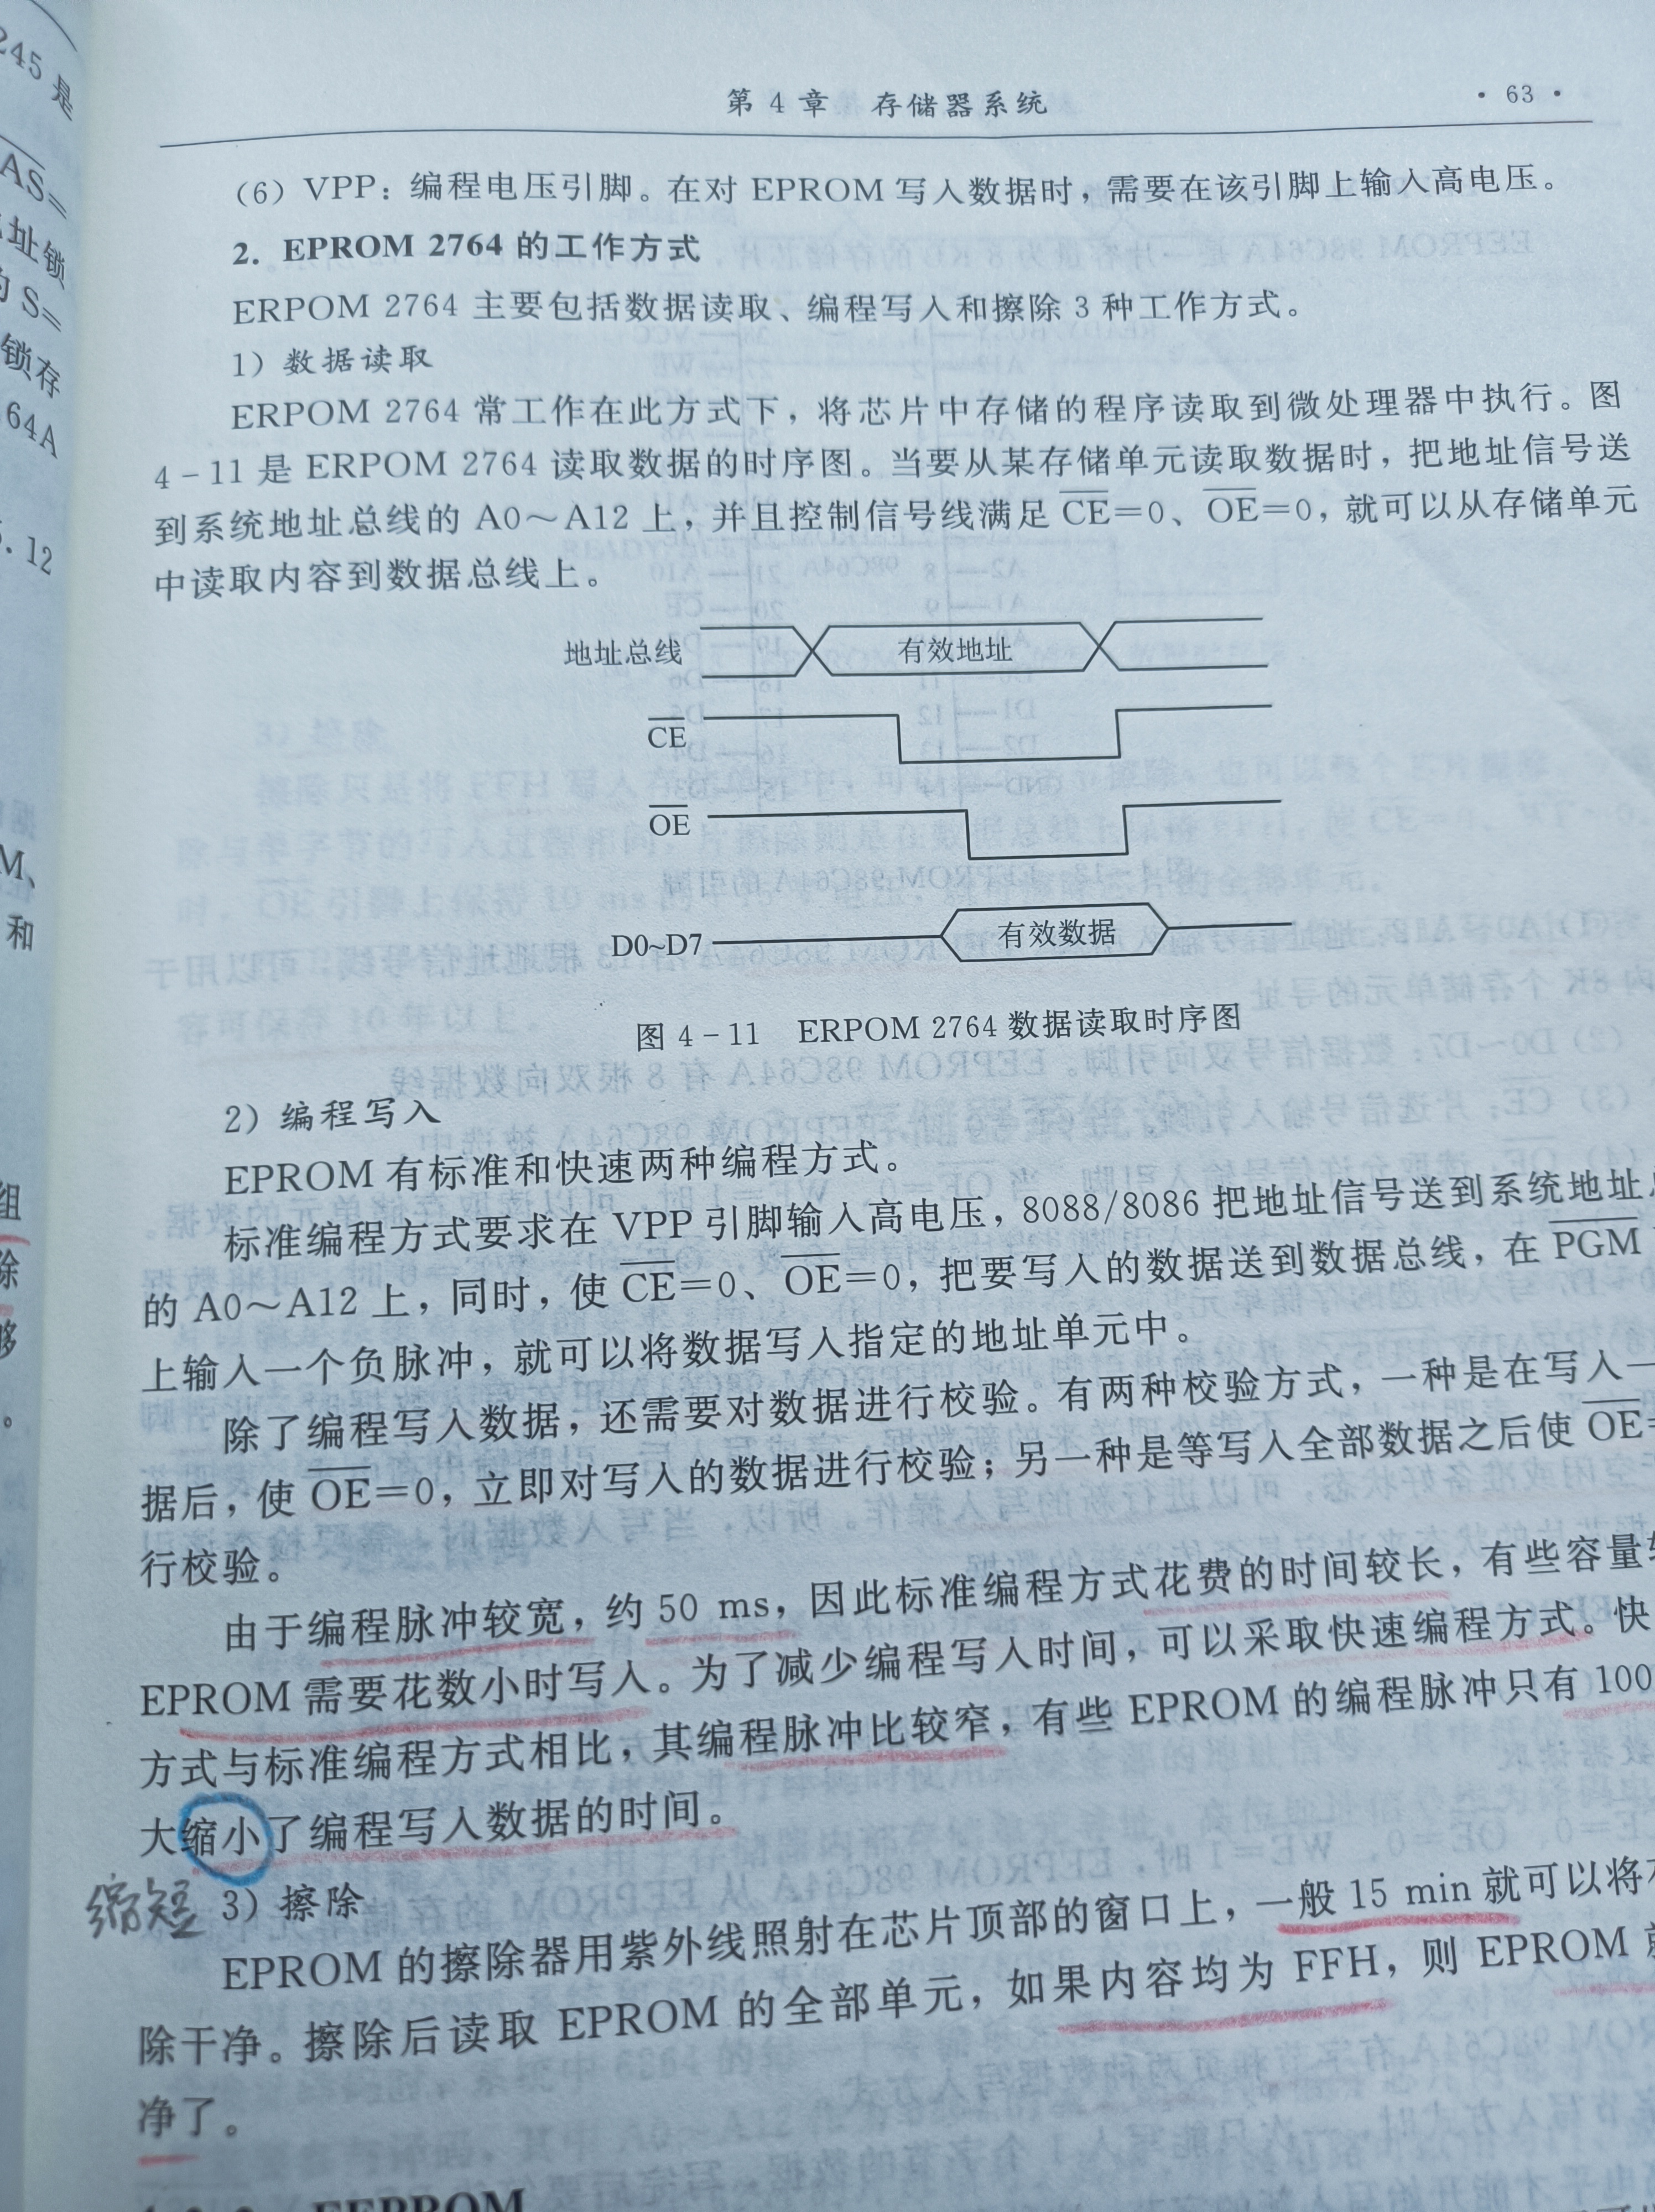 245 是
AS=
址锁
S=
锁存
64A
5.12
M、
和
组
除
够
。
第 4 章 存储器系统
· 63 ·
(6) VPP：编程电压引脚。在对 EPROM 写入数据时，需要在该引脚上输入高电压。
2. EPROM 2764 的工作方式
ERPOM 2764 主要包括数据读取、编程写入和擦除 3 种工作方式。
1) 数据读取
ERPOM 2764 常工作在此方式下，将芯片中存储的程序读取到微处理器中执行。图
4-11 是 ERPOM 2764 读取数据的时序图。当要从某存储单元读取数据时，把地址信号送
到系统地址总线的 A0～A12 上，并且控制信号线满足 C̅E̅=0、O̅E̅=0，就可以从存储单元
中读取内容到数据总线上。
地址总线 有效地址
C̅E̅
O̅E̅
D0~D7 有效数据
图 4-11 ERPOM 2764 数据读取时序图
2) 编程写入
EPROM 有标准和快速两种编程方式。
标准编程方式要求在 VPP 引脚输入高电压，8088/8086 把地址信号送到系统地址
的 A0～A12 上，同时，使 C̅E̅=0、O̅E̅=0，把要写入的数据送到数据总线，在 P̅G̅M̅
上输入一个负脉冲，就可以将数据写入指定的地址单元中。
除了编程写入数据，还需要对数据进行校验。有两种校验方式，一种是在写入一
据后，使 O̅E̅=0，立即对写入的数据进行校验；另一种是等写入全部数据之后使 O̅E̅=
行校验。
由于编程脉冲较宽，约 50 ms，因此标准编程方式花费的时间较长，有些容量
EPROM 需要花数小时写入。为了减少编程写入时间，可以采取快速编程方式。快
方式与标准编程方式相比，其编程脉冲比较窄，有些 EPROM 的编程脉冲只有 100
大缩小了编程写入数据的时间。
缩短
3) 擦除
EPROM 的擦除器用紫外线照射在芯片顶部的窗口上，一般 15 min 就可以将
除干净。擦除后读取 EPROM 的全部单元，如果内容均为 FFH，则 EPROM
净了。
EEPROM